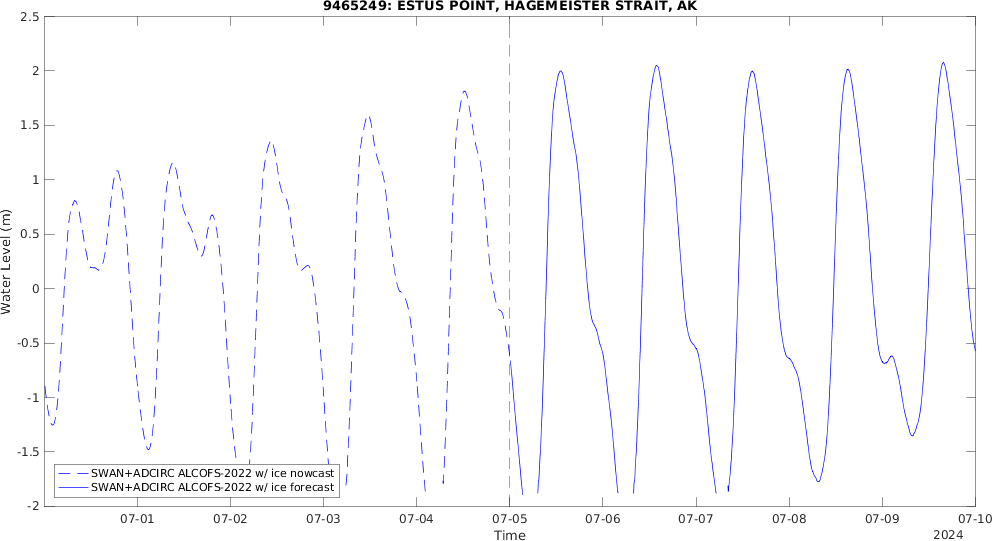 9465249: ESTUS POINT, HAGEMEISTER STRAIT, AK
2.5
2
1.5
1
0.5
0
-0.5
-1
-1.5
-2
Water Level (m)
SWAN+ADCIRC ALCOFS-2022 w/ ice nowcast
SWAN+ADCIRC ALCOFS-2022 w/ ice forecast
07-01 07-02 07-03 07-04 07-05 07-06 07-07 07-08 07-09 07-10
Time
2024